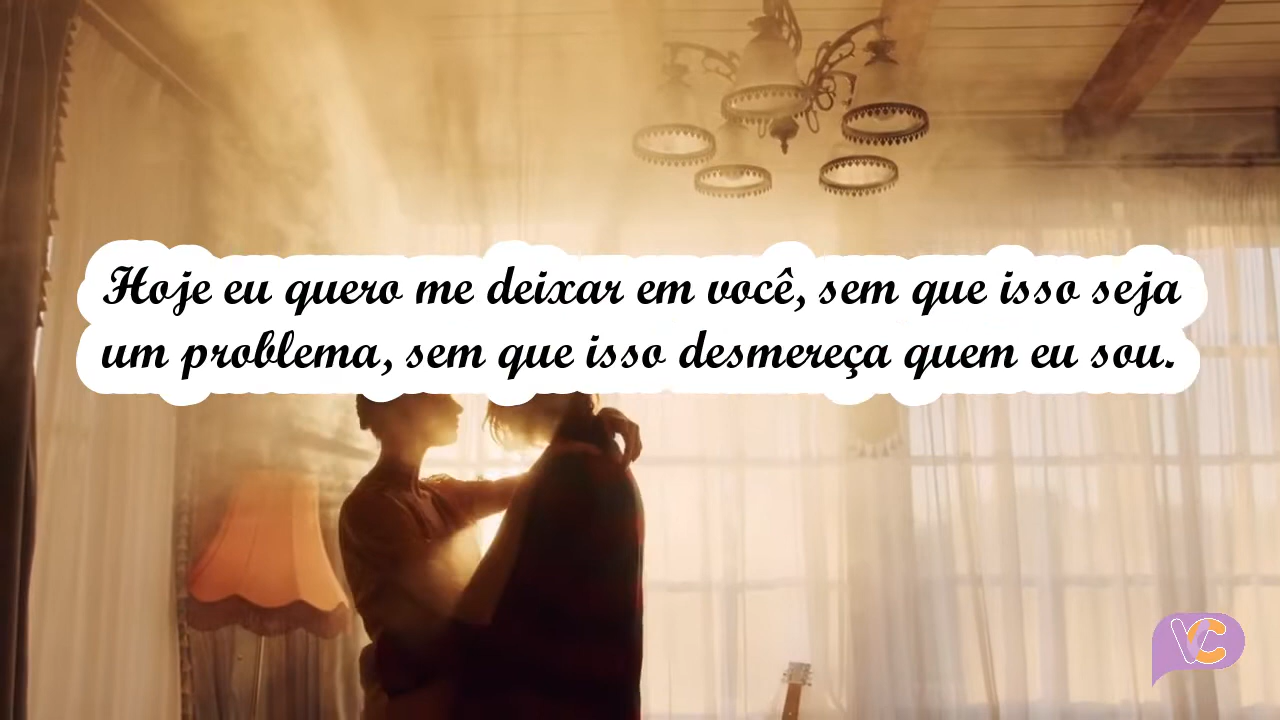 Hoje eu quero me deixar em você, sem que isso seja
um problema, sem que isso desmereça quem eu sou.
VC